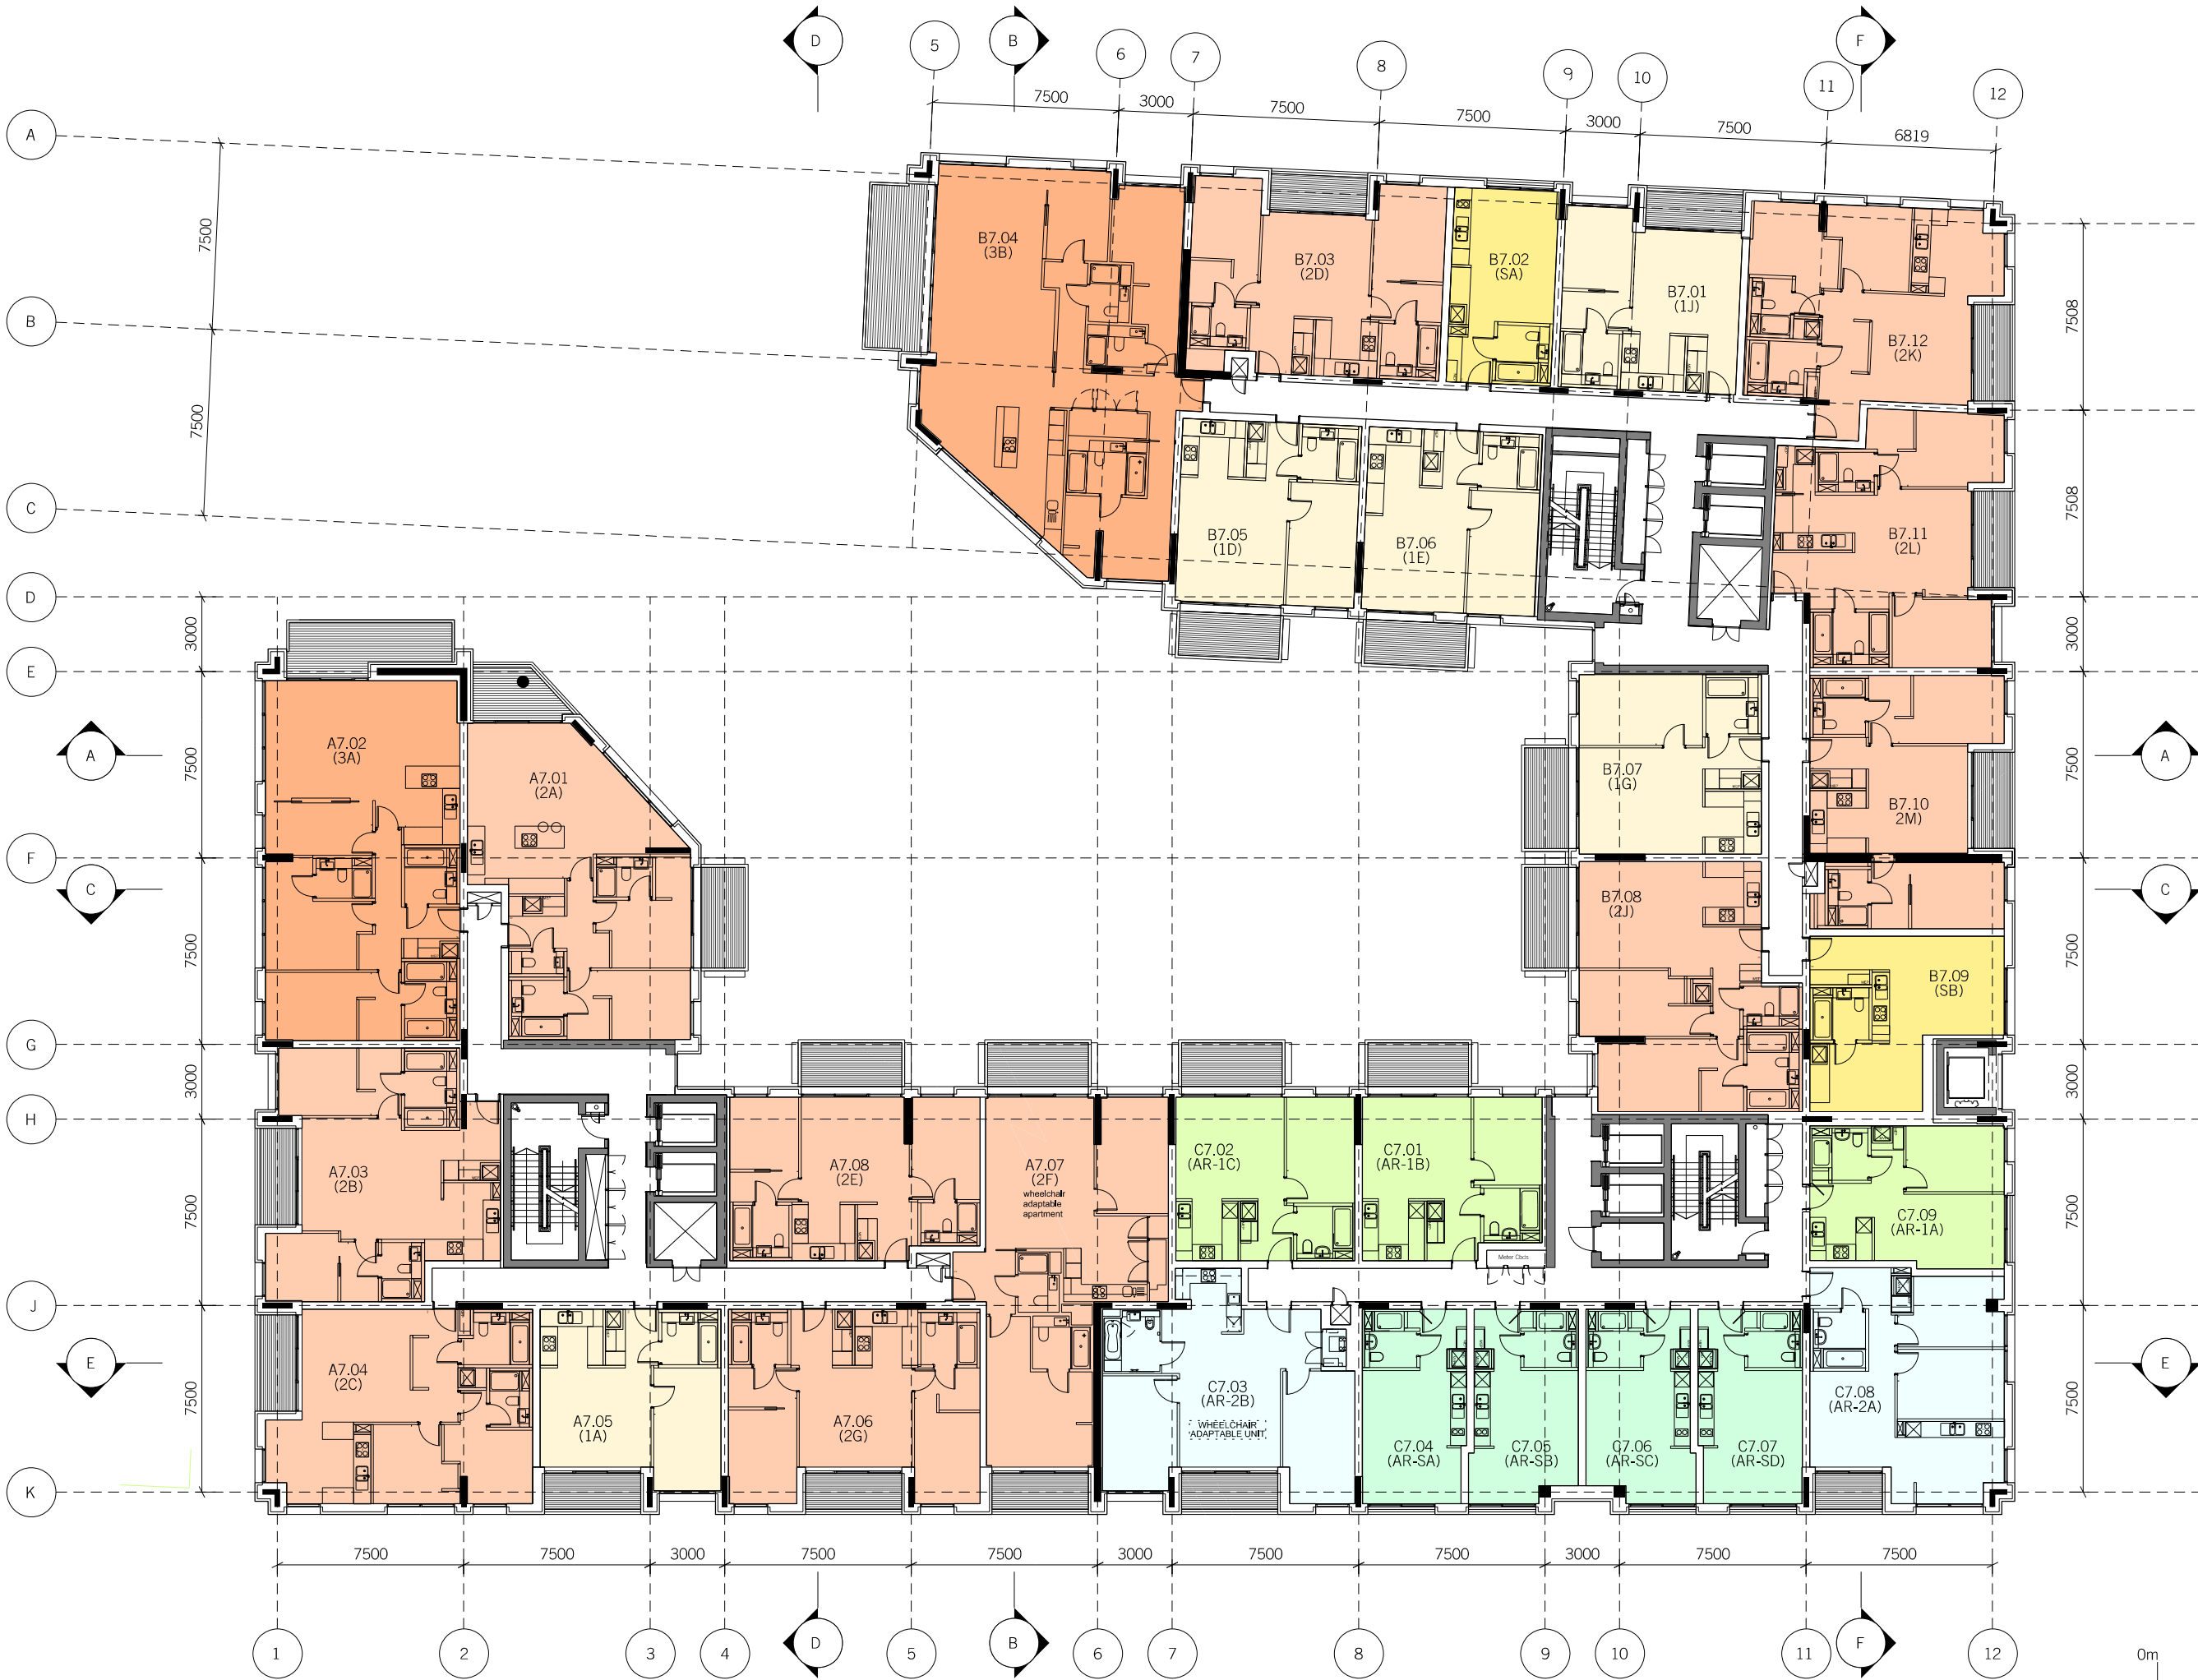 D
5
B
6
7
8
9
10
11
F
12
7500
3000
7500
7500
3000
7500
6819
A
B
C
D
E
A
F
C
G
H
J
E
K
7500
7500
3000
7500
7500
3000
7500
7500
7508
7508
3000
7500
7500
3000
7500
7500
A
C
E
B7.04
(3B)
B7.03
(2D)
B7.02
(SA)
B7.01
(1J)
B7.12
(2K)
B7.05
(1D)
B7.06
(1E)
B7.11
(2L)
A7.02
(3A)
A7.01
(2A)
B7.07
(1G)
B7.10
2M)
B7.08
(2J)
B7.09
(SB)
A7.03
(2B)
A7.08
(2E)
A7.07
(2F)
wheelchair
adaptable
apartment
C7.02
(AR-1C)
C7.01
(AR-1B)
Meter Cbds
C7.09
(AR-1A)
A7.04
(2C)
A7.05
(1A)
A7.06
(2G)
C7.03
(AR-2B)
WHEELCHAIR
ADAPTABLE UNIT
C7.04
(AR-SA)
C7.05
(AR-SB)
C7.06
(AR-SC)
C7.07
(AR-SD)
C7.08
(AR-2A)
7500
7500
3000
7500
7500
3000
7500
7500
3000
7500
7500
1
2
3
4
D
5
B
6
7
8
9
10
11
F
12
0m